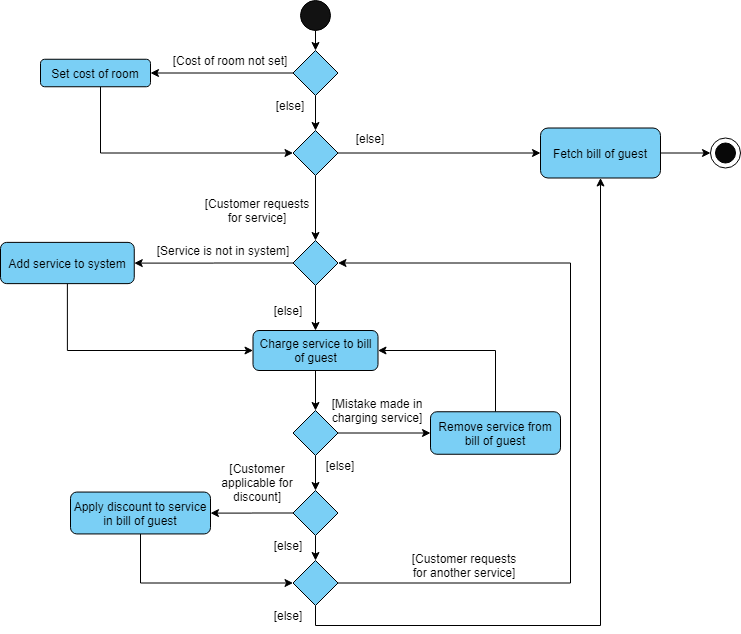 [Cost of room not set]
Set cost of room
[else]
[else]
Fetch bill of guest
[Customer requests
for service]
[Service is not in system]
Add service to system
[else]
Charge service to bill
of guest
[Mistake made in
charging service]
Remove service from
bill of guest
[else]
[Customer
applicable for
discount]
Apply discount to service
in bill of guest
[else]
[Customer requests
for another service]
[else]